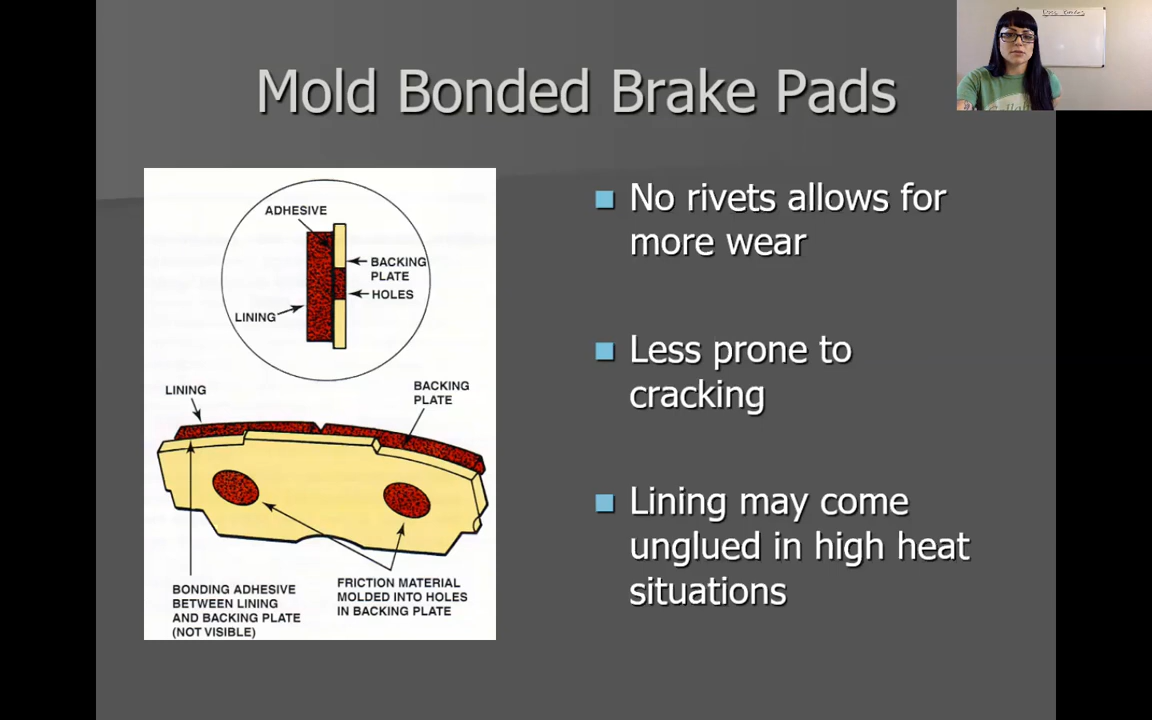 Mold Bonded Brake Pads
ADHESIVE
BACKING
PLATE
HOLES
LINING
LINING
BACKING
PLATE
BONDING ADHESIVE
BETWEEN LINING
AND BACKING PLATE
(NOT VISIBLE)
FRICTION MATERIAL
MOLDED INTO HOLES
IN BACKING PLATE
No rivets allows for
more wear
Less prone to
cracking
Lining may come
unglued in high heat
situations